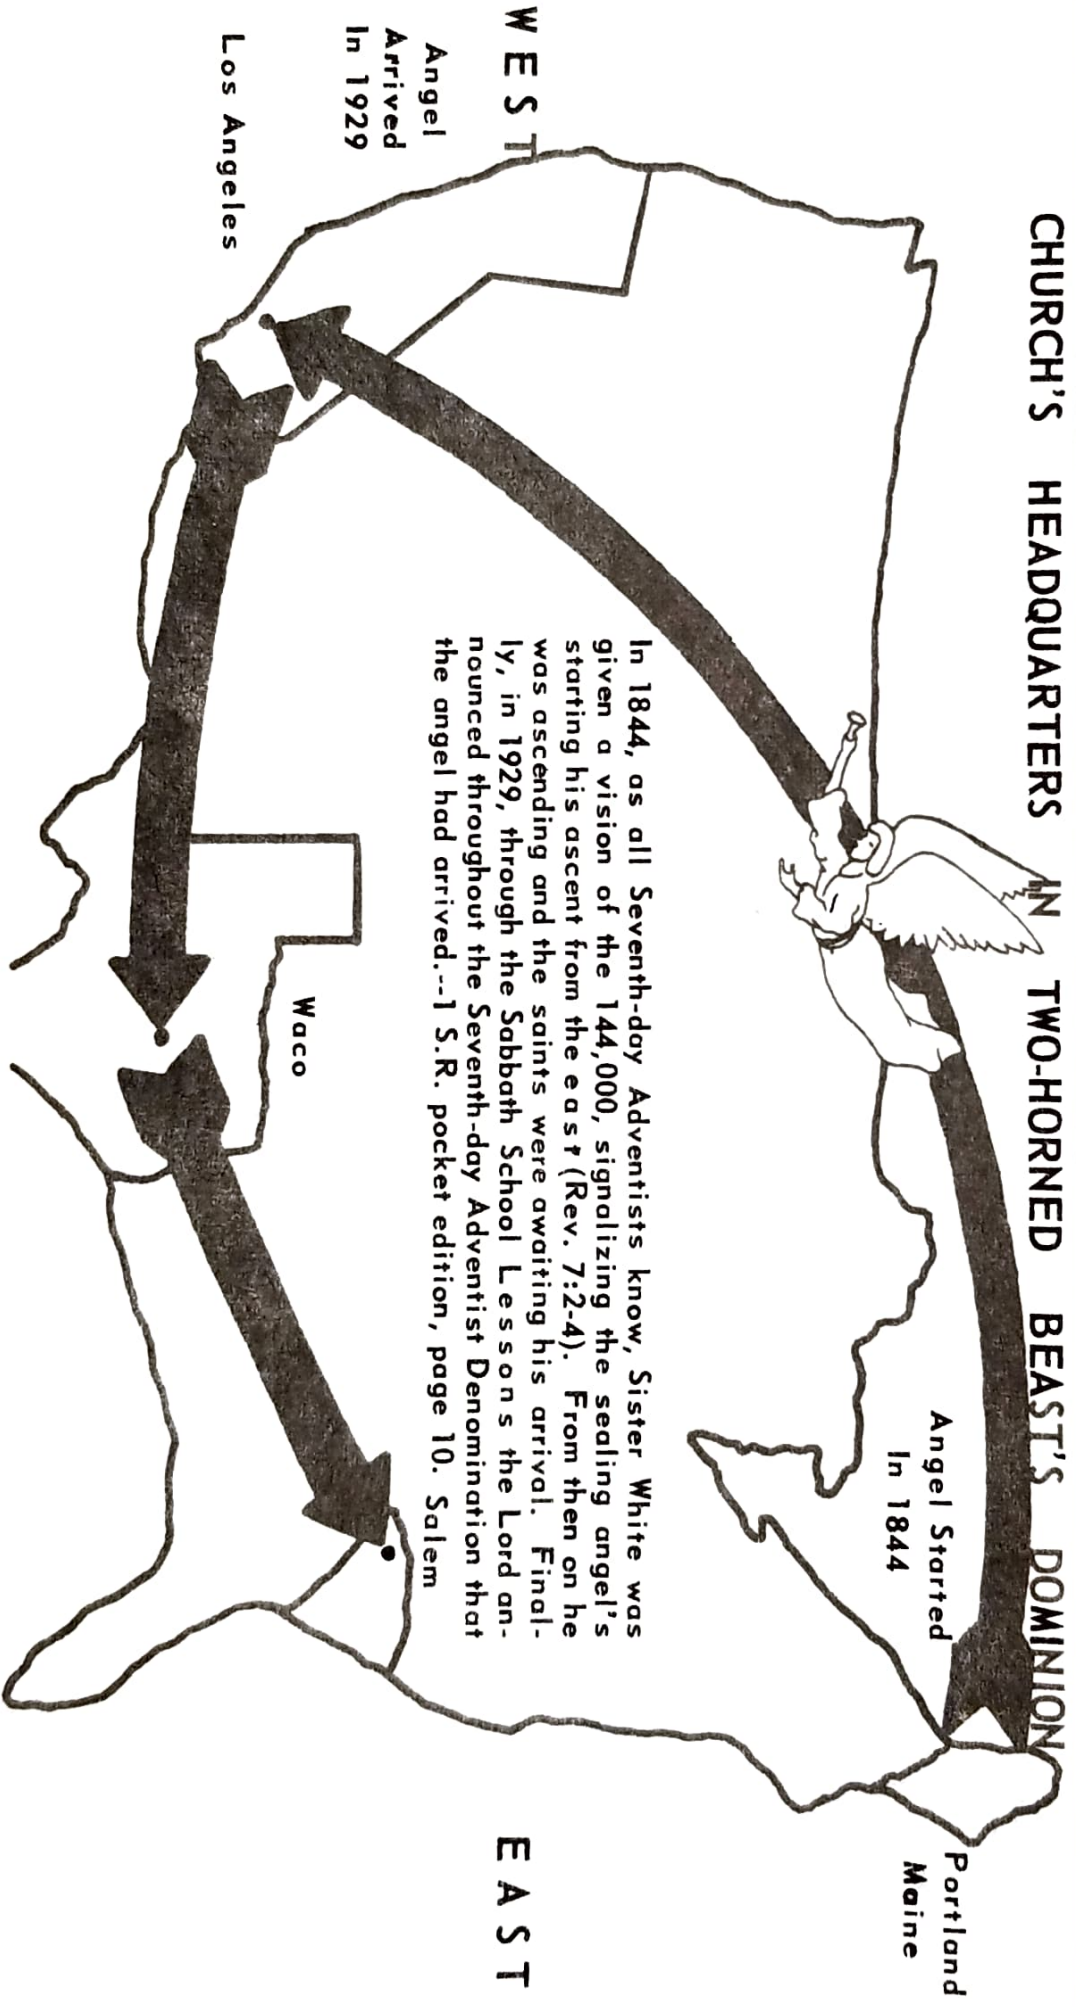 CHURCH'S HEADQUARTERS IN TWO-HORNED BEAST'S DOMINION
Angel Started
In 1844
Portland
Maine
WEST
Angel
Arrived
In 1929
Los Angeles
In 1844, as all Seventh-day Adventists know, Sister White was
given a vision of the 144,000, signalizing the sealing angel's
starting his ascent from the east (Rev. 7:2-4). From then on he
was ascending and the saints were awaiting his arrival. Final-
ly, in 1929, through the Sabbath School Lessons the Lord an-
nounced throughout the Seventh-day Adventist Denomination that
the angel had arrived.--1 S.R. pocket edition, page 10.
Salem
Waco
EAST